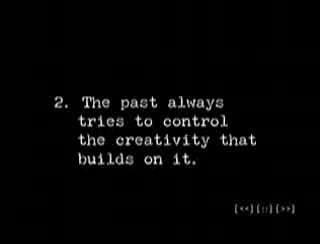 2. The past always
tries to control
the creativity that
builds on it.
[<<] [::] [>>]